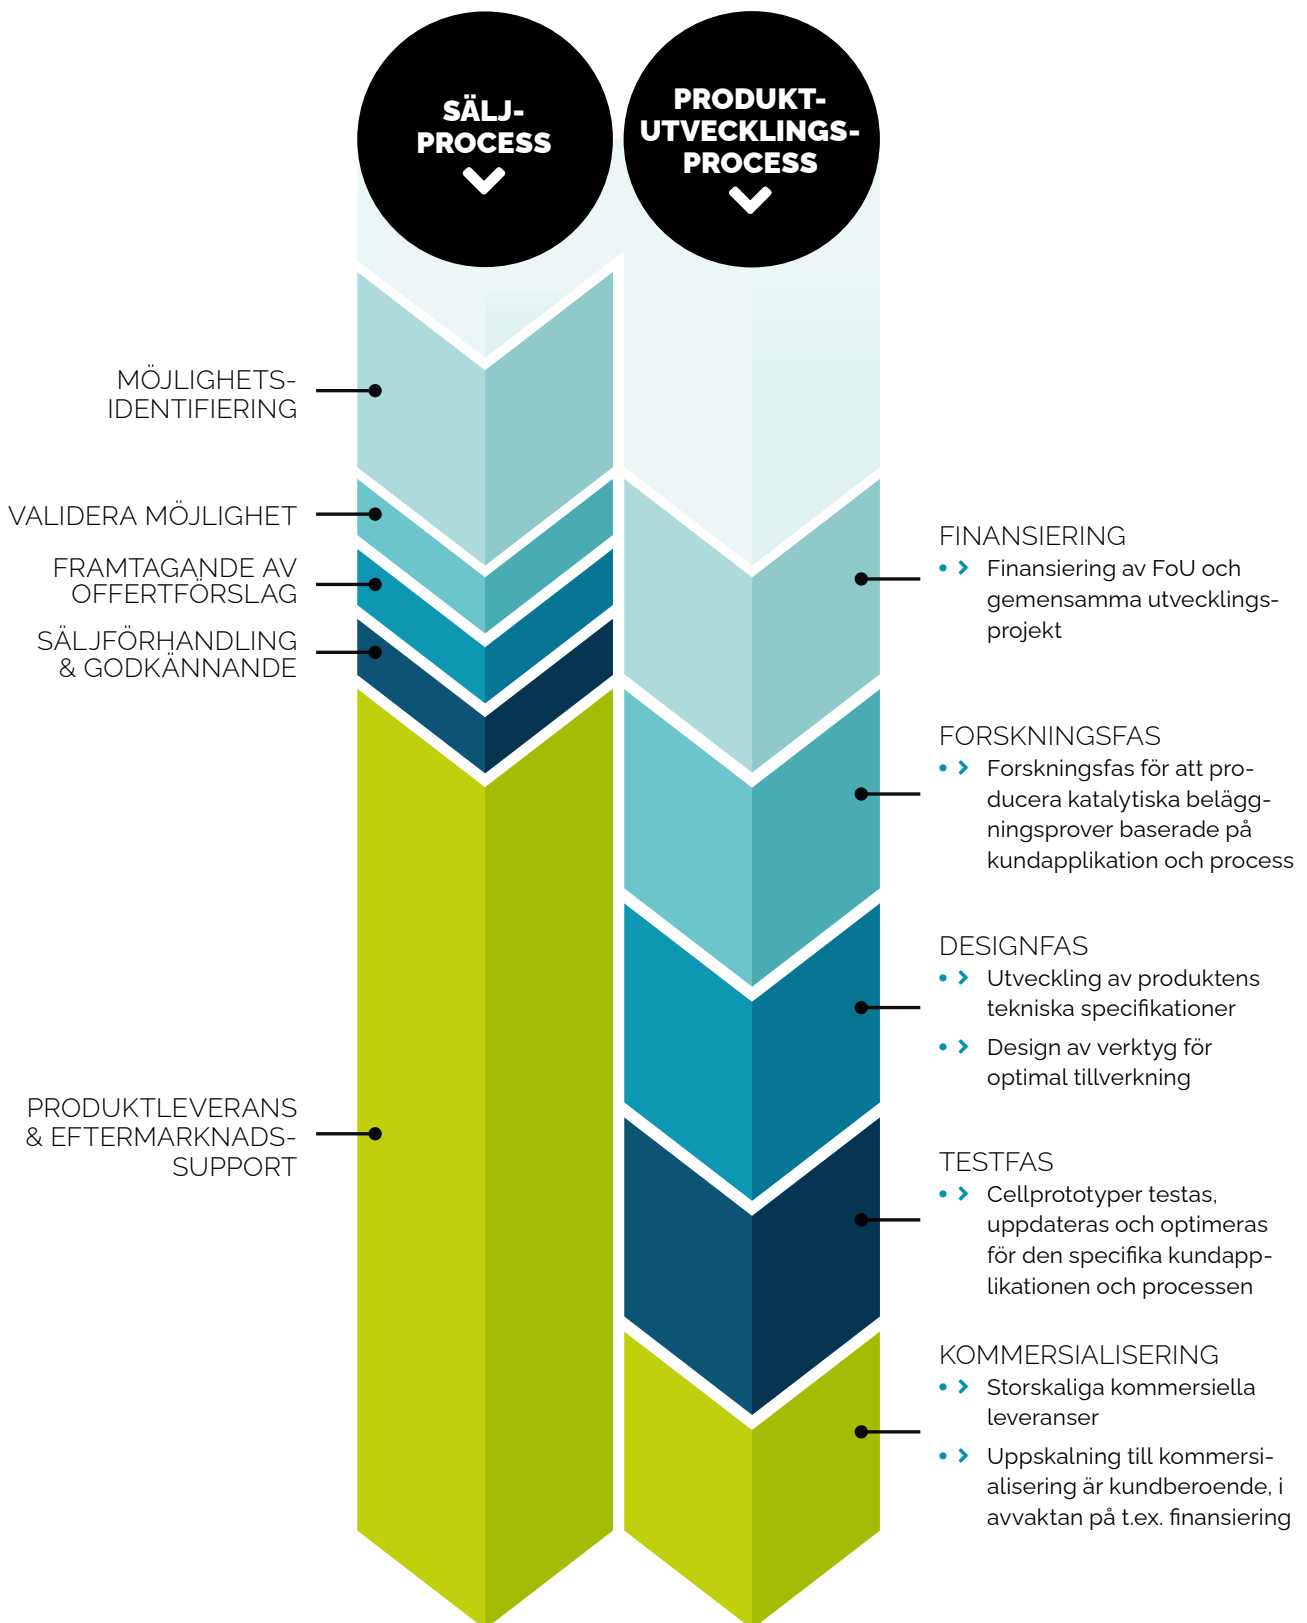 SÄLJ-
PROCESS
PRODUKT-
UTVECKLINGS-
PROCESS
MÖJLIGHETS-
IDENTIFIERING
VALIDERA MÖJLIGHET
FRAMTAGANDE AV
OFFERTFÖRSLAG
SÄLJFÖRHANDLING
& GODKÄNNANDE
PRODUKTLEVERANS
& EFTERMARKNADS-
SUPPORT
FINANSIERING
Finansiering av FoU och
gemensamma utvecklings-
projekt
FORSKNINGSFAS
Forskningsfas för att pro-
ducera katalytiska belägg-
ningsprover baserade på
kundapplikation och process
DESIGNFAS
Utveckling av produktens
tekniska specifikationer
Design av verktyg för
optimal tillverkning
TESTFAS
Cellprototyper testas,
uppdateras och optimeras
för den specifika kundapp-
likationen och processen
KOMMERSIALISERING
Storskaliga kommersiella
leveranser
Uppskalning till kommersi-
alisering är kundberoende, i
avvaktan på t.ex. finansiering